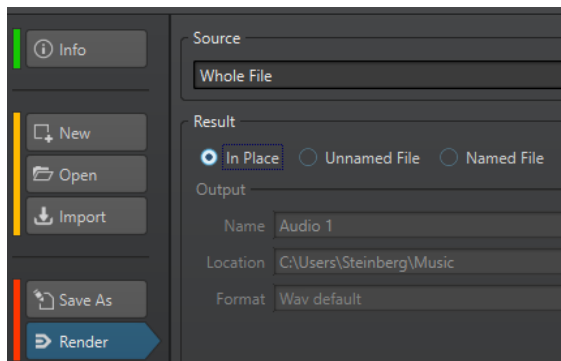 Info
New
Open
Import
Save As
Render
Source
Whole File
Result
In Place Unnamed File Named File
Output
Name Audio 1
Location C:\Users\Steinberg\Music
Format Wav default